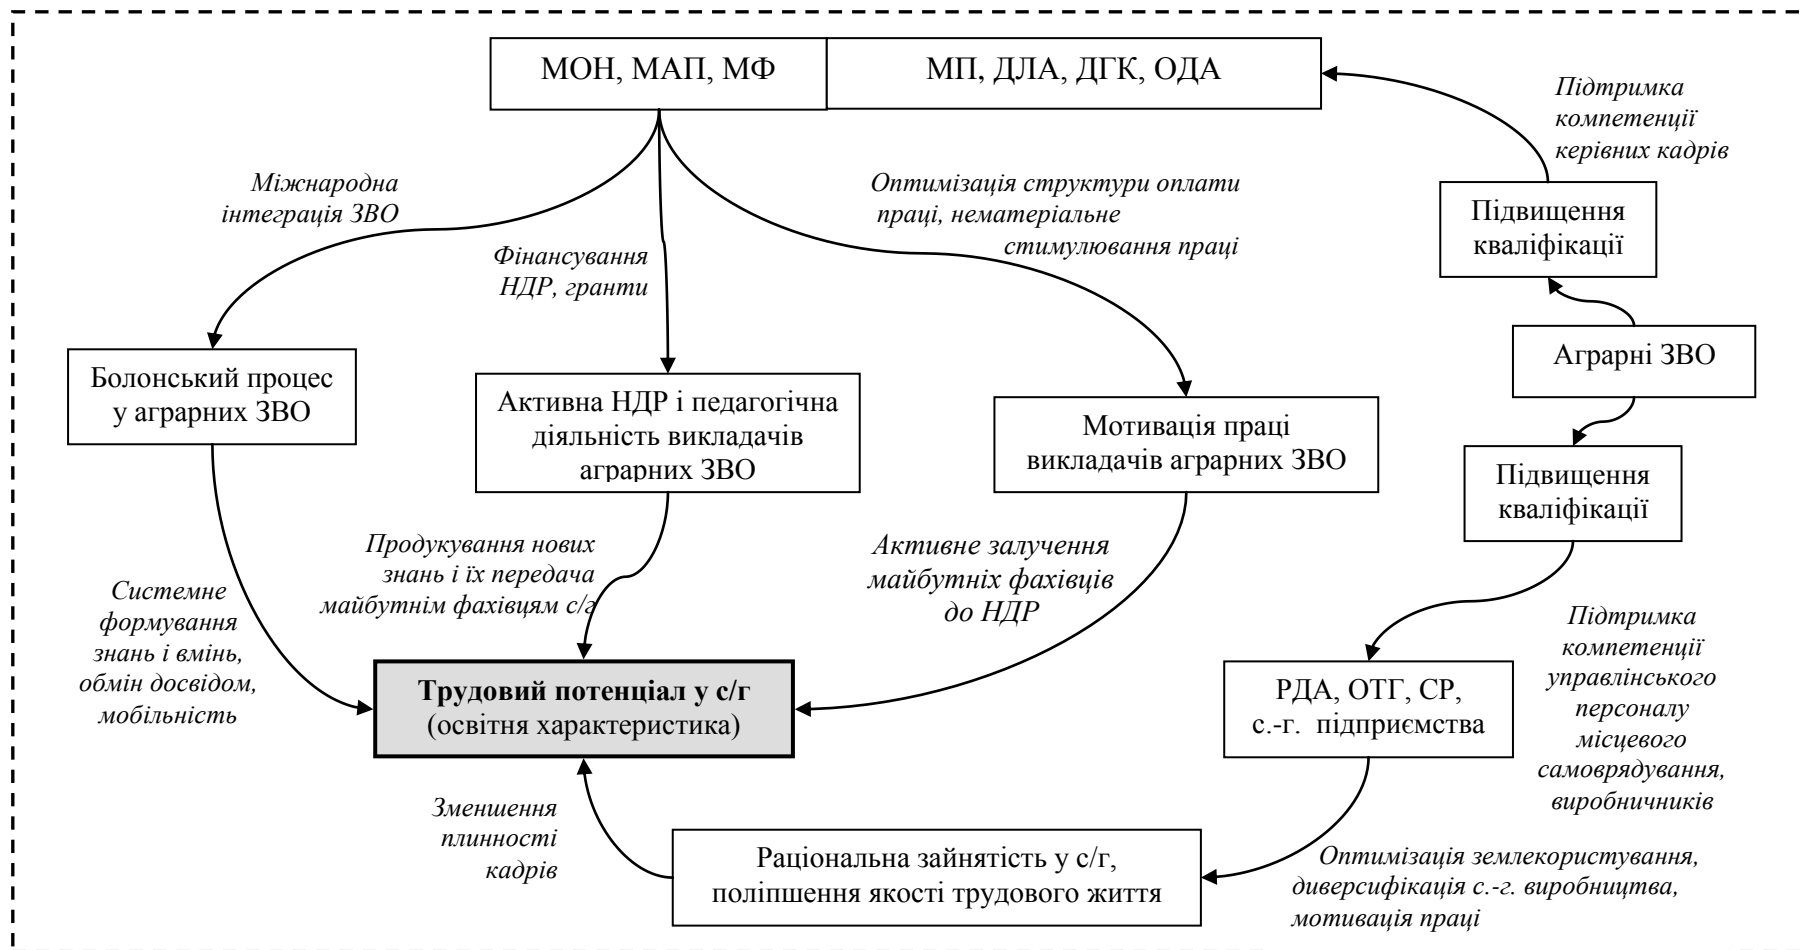 МОН, МАП, МФ
МП, ДЛА, ДГК, ОДА
Підтримка
компетенції
керівних кадрів
Міжнародна
інтеграція ЗВО
Оптимізація структури оплати
праці, нематеріальне
стимулювання праці
Фінансування
НДР, гранти
Підвищення
кваліфікації
Аграрні ЗВО
Болонський процес
у аграрних ЗВО
Активна НДР і педагогічна
діяльність викладачів
аграрних ЗВО
Мотивація праці
викладачів аграрних ЗВО
Підвищення
кваліфікації
Продукування нових
знань і їх передача
майбутнім фахівцям с/г
Активне залучення
майбутніх фахівців
до НДР
Системне
формування
знань і вмінь,
обмін досвідом,
мобільність
Підтримка
компетенції
управлінського
персоналу
місцевого
самоврядування,
виробничників
Трудовий потенціал у с/г
(освітня характеристика)
РДА, ОТГ, СР,
с.-г. підприємства
Зменшення
плинності
кадрів
Раціональна зайнятість у с/г,
поліпшення якості трудового життя
Оптимізація землекористування,
диверсифікація с.-г. виробництва,
мотивація праці